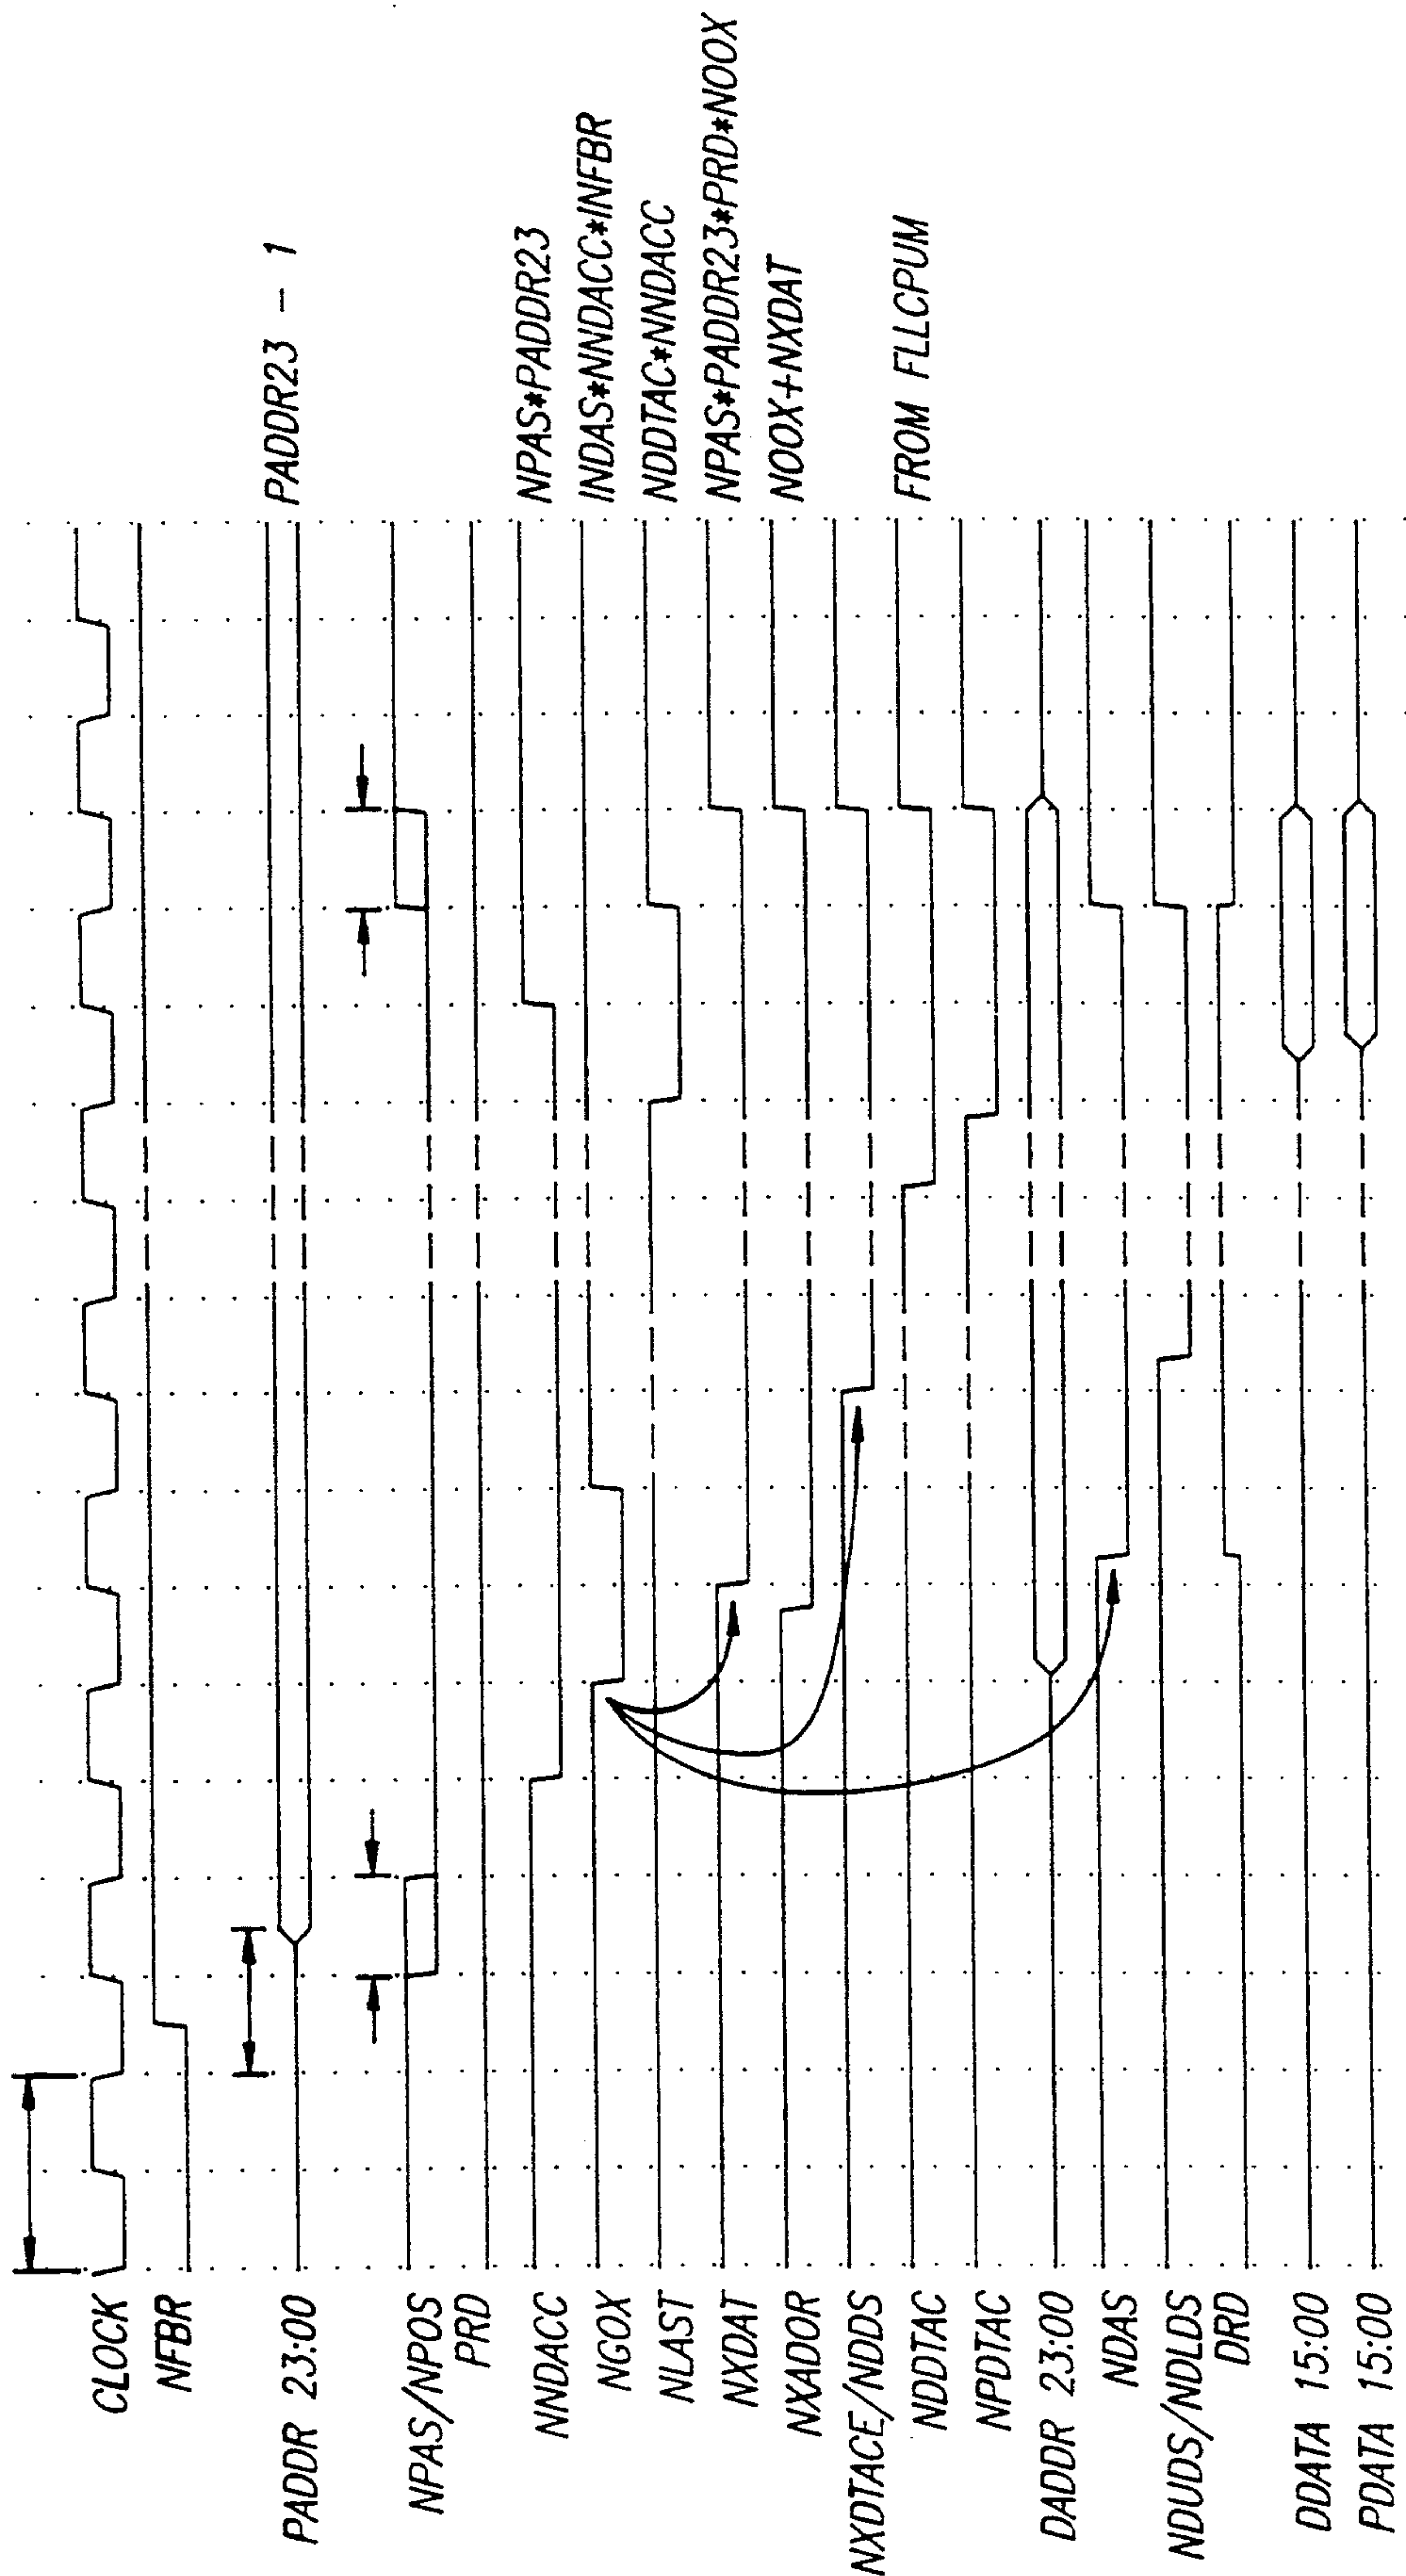 CLOCK
NFBR
PADDR 23:00 PADDR23 - 1
NPAS/NPOS
PRD
NNDACC NPAS*PADDR23
NGOX INDAS*NNDACC*INFBR
NLAST NDDTAC*NNDACC
NXDAT NPAS*PADDR23*PRD*NOOX
NXADOR NOOX+NXDAT
NXDTACE/NDDS
NDDTAC FROM FLLCPUM
NPDTAC
DADDR 23:00
NDAS
NDUDS/NDLDS
DRD
DDATA 15:00
PDATA 15:00